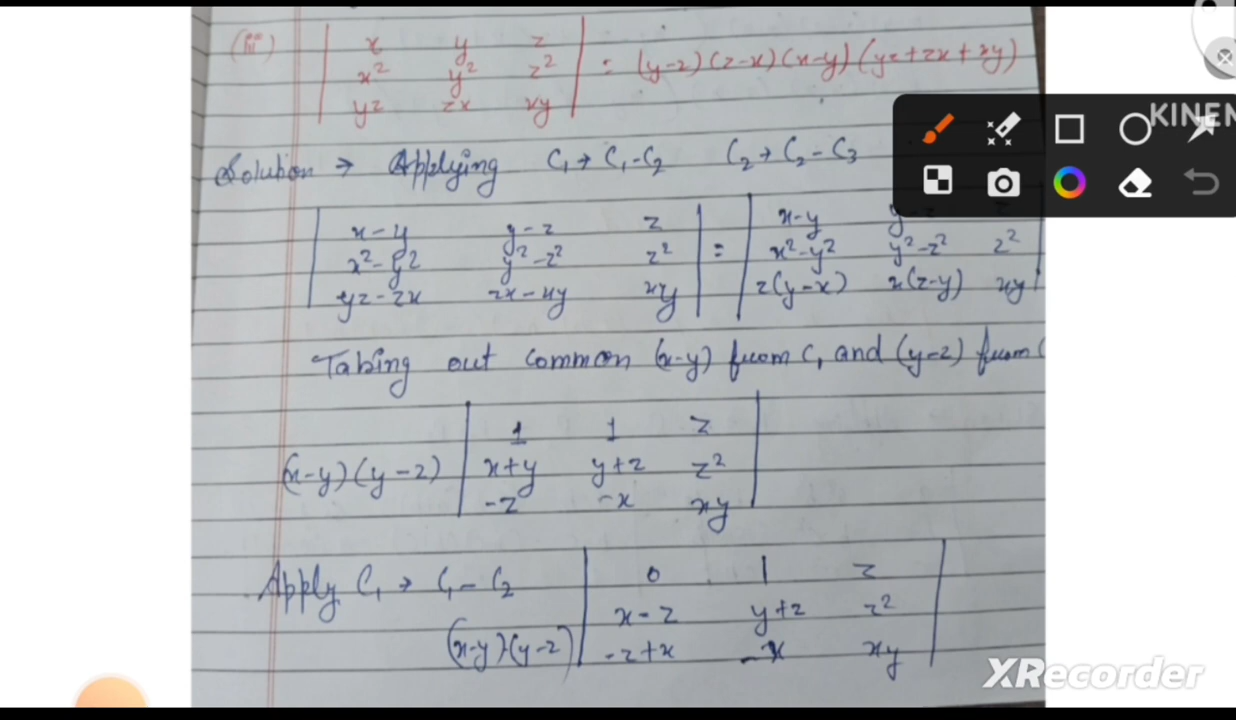 (iii) | x y z | = (y-z)(z-x)(x-y)(yz+zx+xy)
| x² y² z² |
| yz zx xy |
KINEM
Solution → Applying C₁→C₁-C₂ C₂→C₂-C₃
| x-y y-z z | = | x-y y-z z |
| x²-y² y²-z² z² | | x²-y² y²-z² z² |
| yz-zx zx-xy xy | | z(y-x) x(z-y) xy |
Taking out common (x-y) from C₁ and (y-z) from C
| 1 1 z |
(x-y)(y-z) | x+y y+z z² |
| -z -x xy |
Apply C₁→C₁-C₂ | 0 1 z |
| x-z y+z z² |
(x-y)(y-z) | -z+x -x xy |
XRecorder